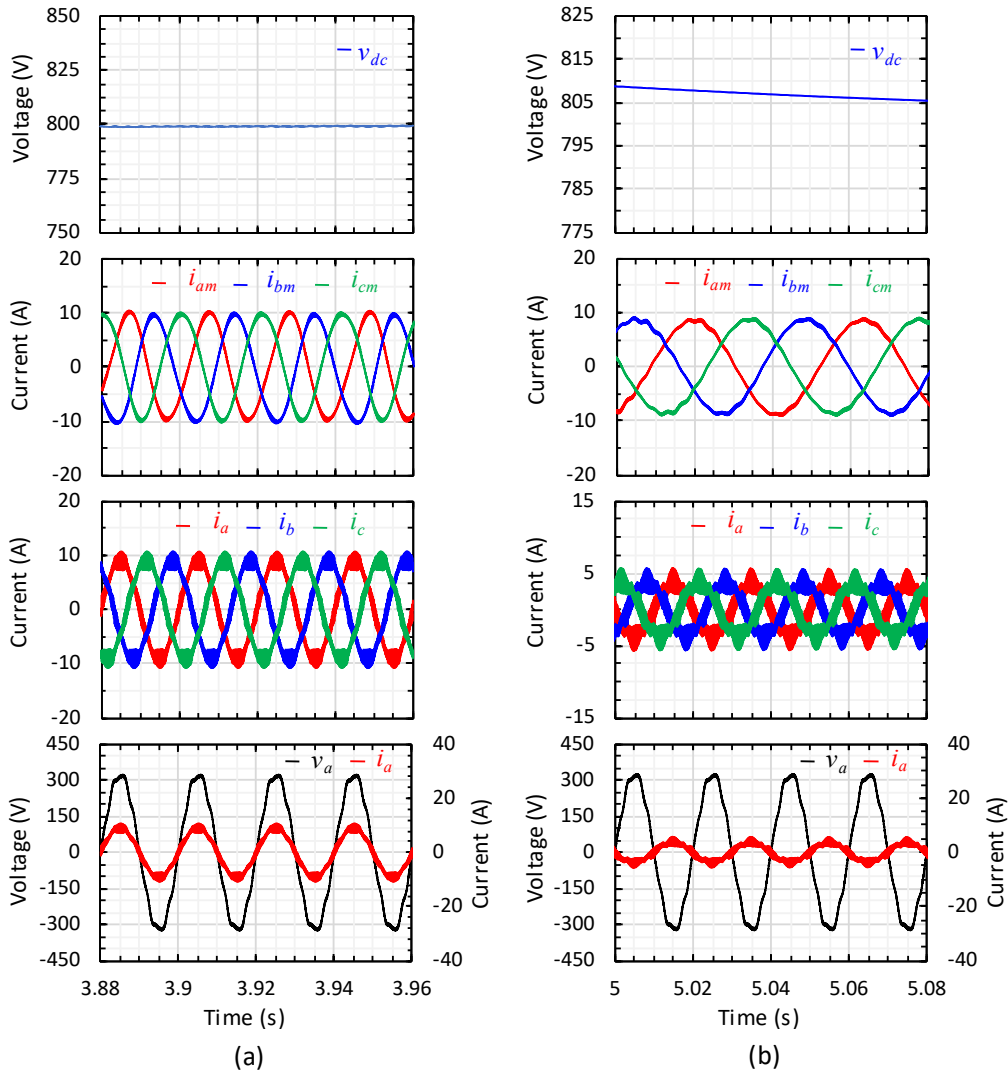 850
825
800
775
750
Voltage (V)
v_dc
20
10
0
-10
-20
Current (A)
i_am i_bm i_cm
20
10
0
-10
-20
Current (A)
i_a i_b i_c
450
300
150
0
-150
-300
-450
Voltage (V)
v_a i_a
40
20
0
-20
-40
Current (A)
3.88 3.9 3.92 3.94 3.96
Time (s)
(a)
825
815
805
795
785
775
Voltage (V)
v_dc
20
10
0
-10
-20
Current (A)
i_am i_bm i_cm
15
5
-5
-15
Current (A)
i_a i_b i_c
450
300
150
0
-150
-300
-450
Voltage (V)
v_a i_a
40
20
0
-20
-40
Current (A)
5 5.02 5.04 5.06 5.08
Time (s)
(b)